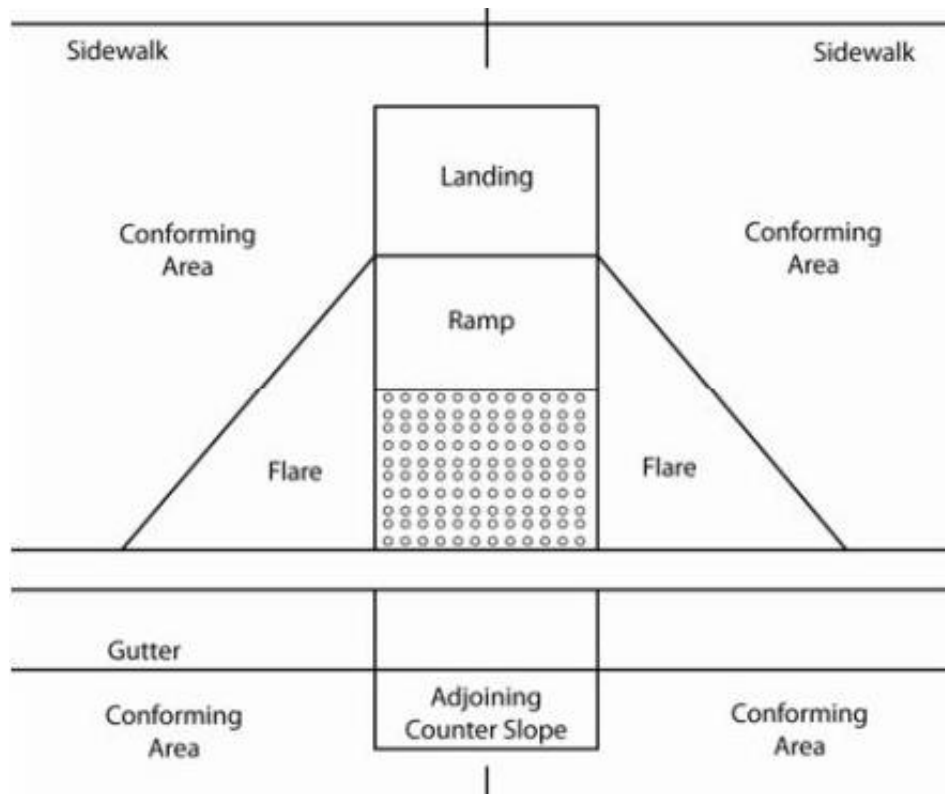 Sidewalk
Sidewalk
Landing
Conforming
Area
Conforming
Area
Ramp
Flare
Flare
Gutter
Conforming
Area
Adjoining
Counter Slope
Conforming
Area